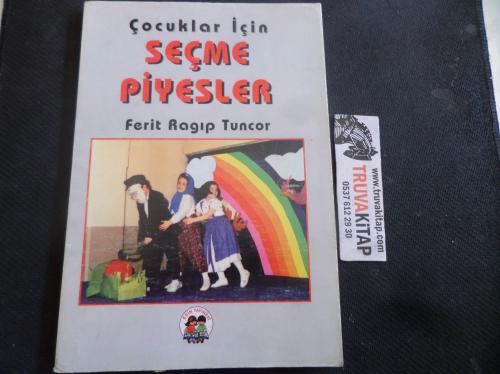 Çocuklar İçin
SEÇME
PİYESLER
Ferit Ragıp Tuncor
TRUVAKİTAP
www.truvakitap.com
0537 612 29 30